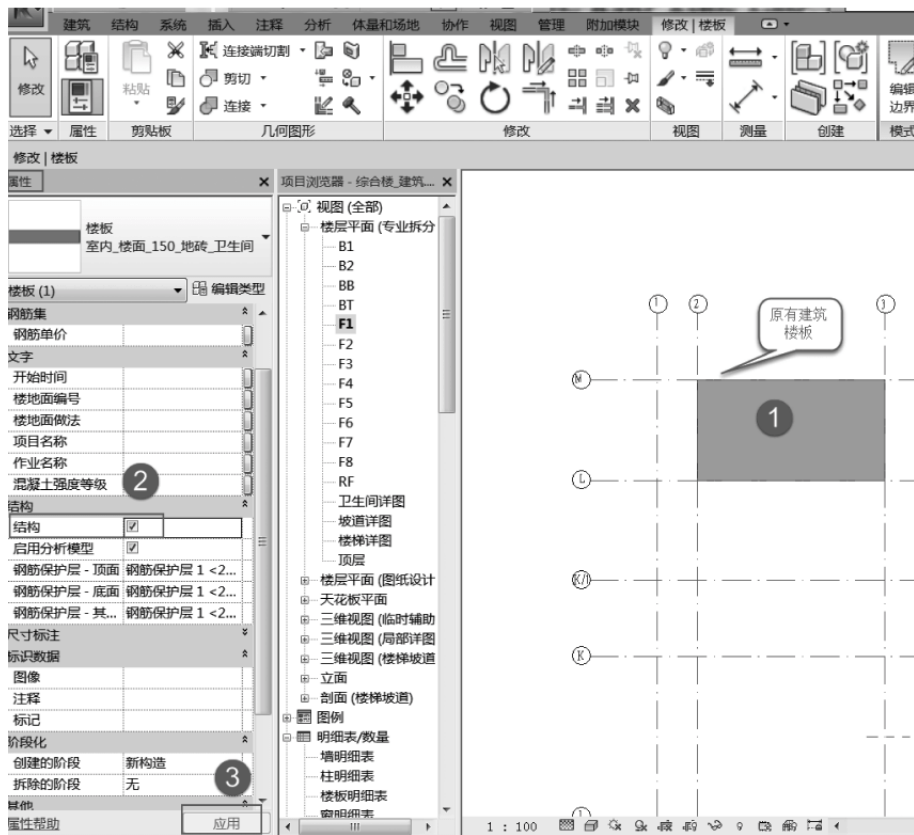 建筑 结构 系统 插入 注释 分析 体量和场地 协作 视图 管理 附加模块 修改 | 楼板
修改
粘贴
连接端切割
剪切
连接
编辑
边界
选择 属性 剪贴板 几何图形 修改 视图 测量 创建 模式
修改 | 楼板
属性
楼板
室内_楼面_150_地砖_卫生间
楼板 (1)
编辑类型
钢筋集
钢筋单价
文字
开始时间
楼地面编号
楼地面做法
项目名称
作业名称
混凝土强度等级
2
结构
结构
启用分析模型
钢筋保护层 - 顶面 钢筋保护层 1 <2...
钢筋保护层 - 底面 钢筋保护层 1 <2...
钢筋保护层 - 其... 钢筋保护层 1 <2...
尺寸标注
标识数据
图像
注释
标记
阶段化
创建的阶段 新构造
拆除的阶段 无
3
其他
属性帮助
应用
项目浏览器 - 综合楼_建筑....
视图 (全部)
楼层平面 (专业拆分
B1
B2
BB
BT
F1
F2
F3
F4
F5
F6
F7
F8
RF
卫生间详图
坡道详图
楼梯详图
顶层
楼层平面 (图纸设计
天花板平面
三维视图 (临时辅助
三维视图 (局部详图
三维视图 (楼梯坡道
立面
剖面 (楼梯坡道)
图例
明细表/数量
墙明细表
柱明细表
楼板明细表
窗明细表
1
2
3
原有建筑
楼板
M
1
L
K/1
K
J
1 : 100